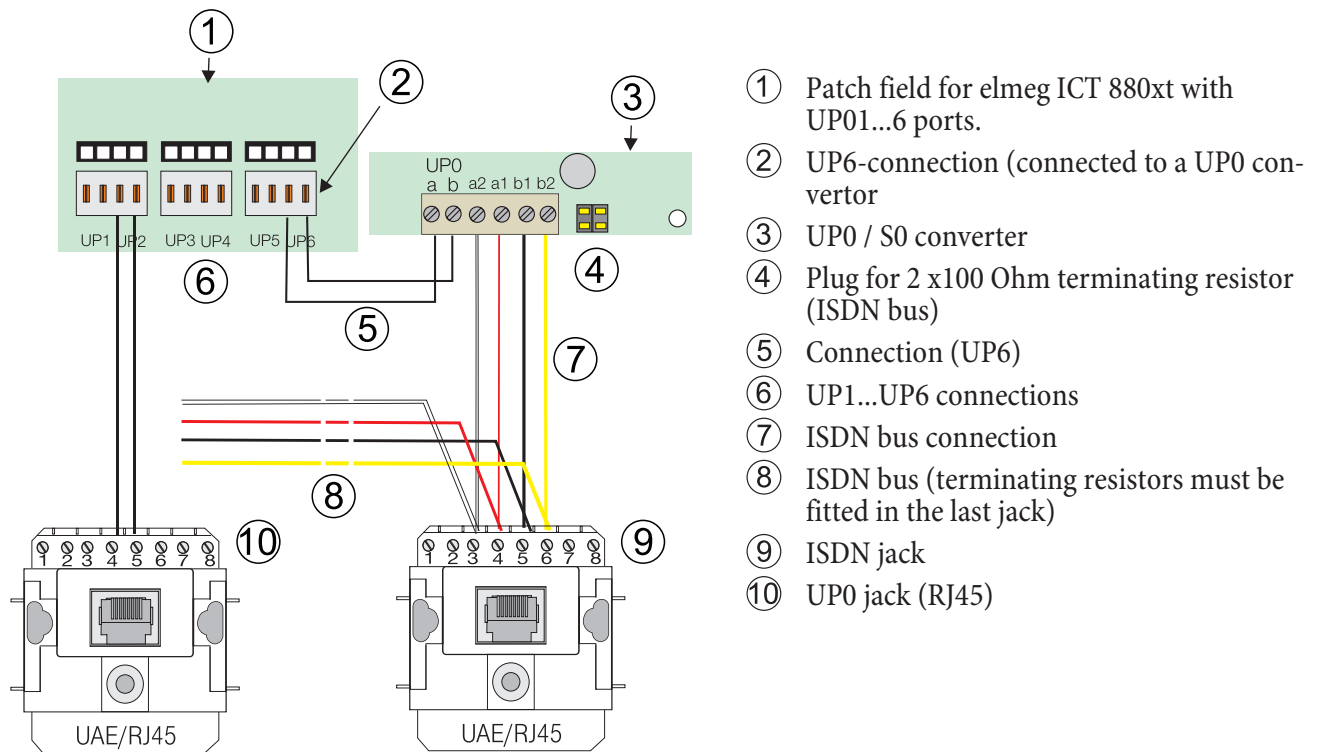 1
2
3
UP1 UP2 UP3 UP4 UP5 UP6
UP0
a b a2 a1 b1 b2
6
4
5
7
8
10
9
1 2 3 4 5 6 7 8
UAE/RJ45
1 2 3 4 5 6 7 8
UAE/RJ45
1 Patch field for elmeg ICT 880xt with
UP01...6 ports.
2 UP6-connection (connected to a UP0 con-
vertor
3 UP0 / S0 converter
4 Plug for 2 x100 Ohm terminating resistor
(ISDN bus)
5 Connection (UP6)
6 UP1...UP6 connections
7 ISDN bus connection
8 ISDN bus (terminating resistors must be
fitted in the last jack)
9 ISDN jack
10 UP0 jack (RJ45)